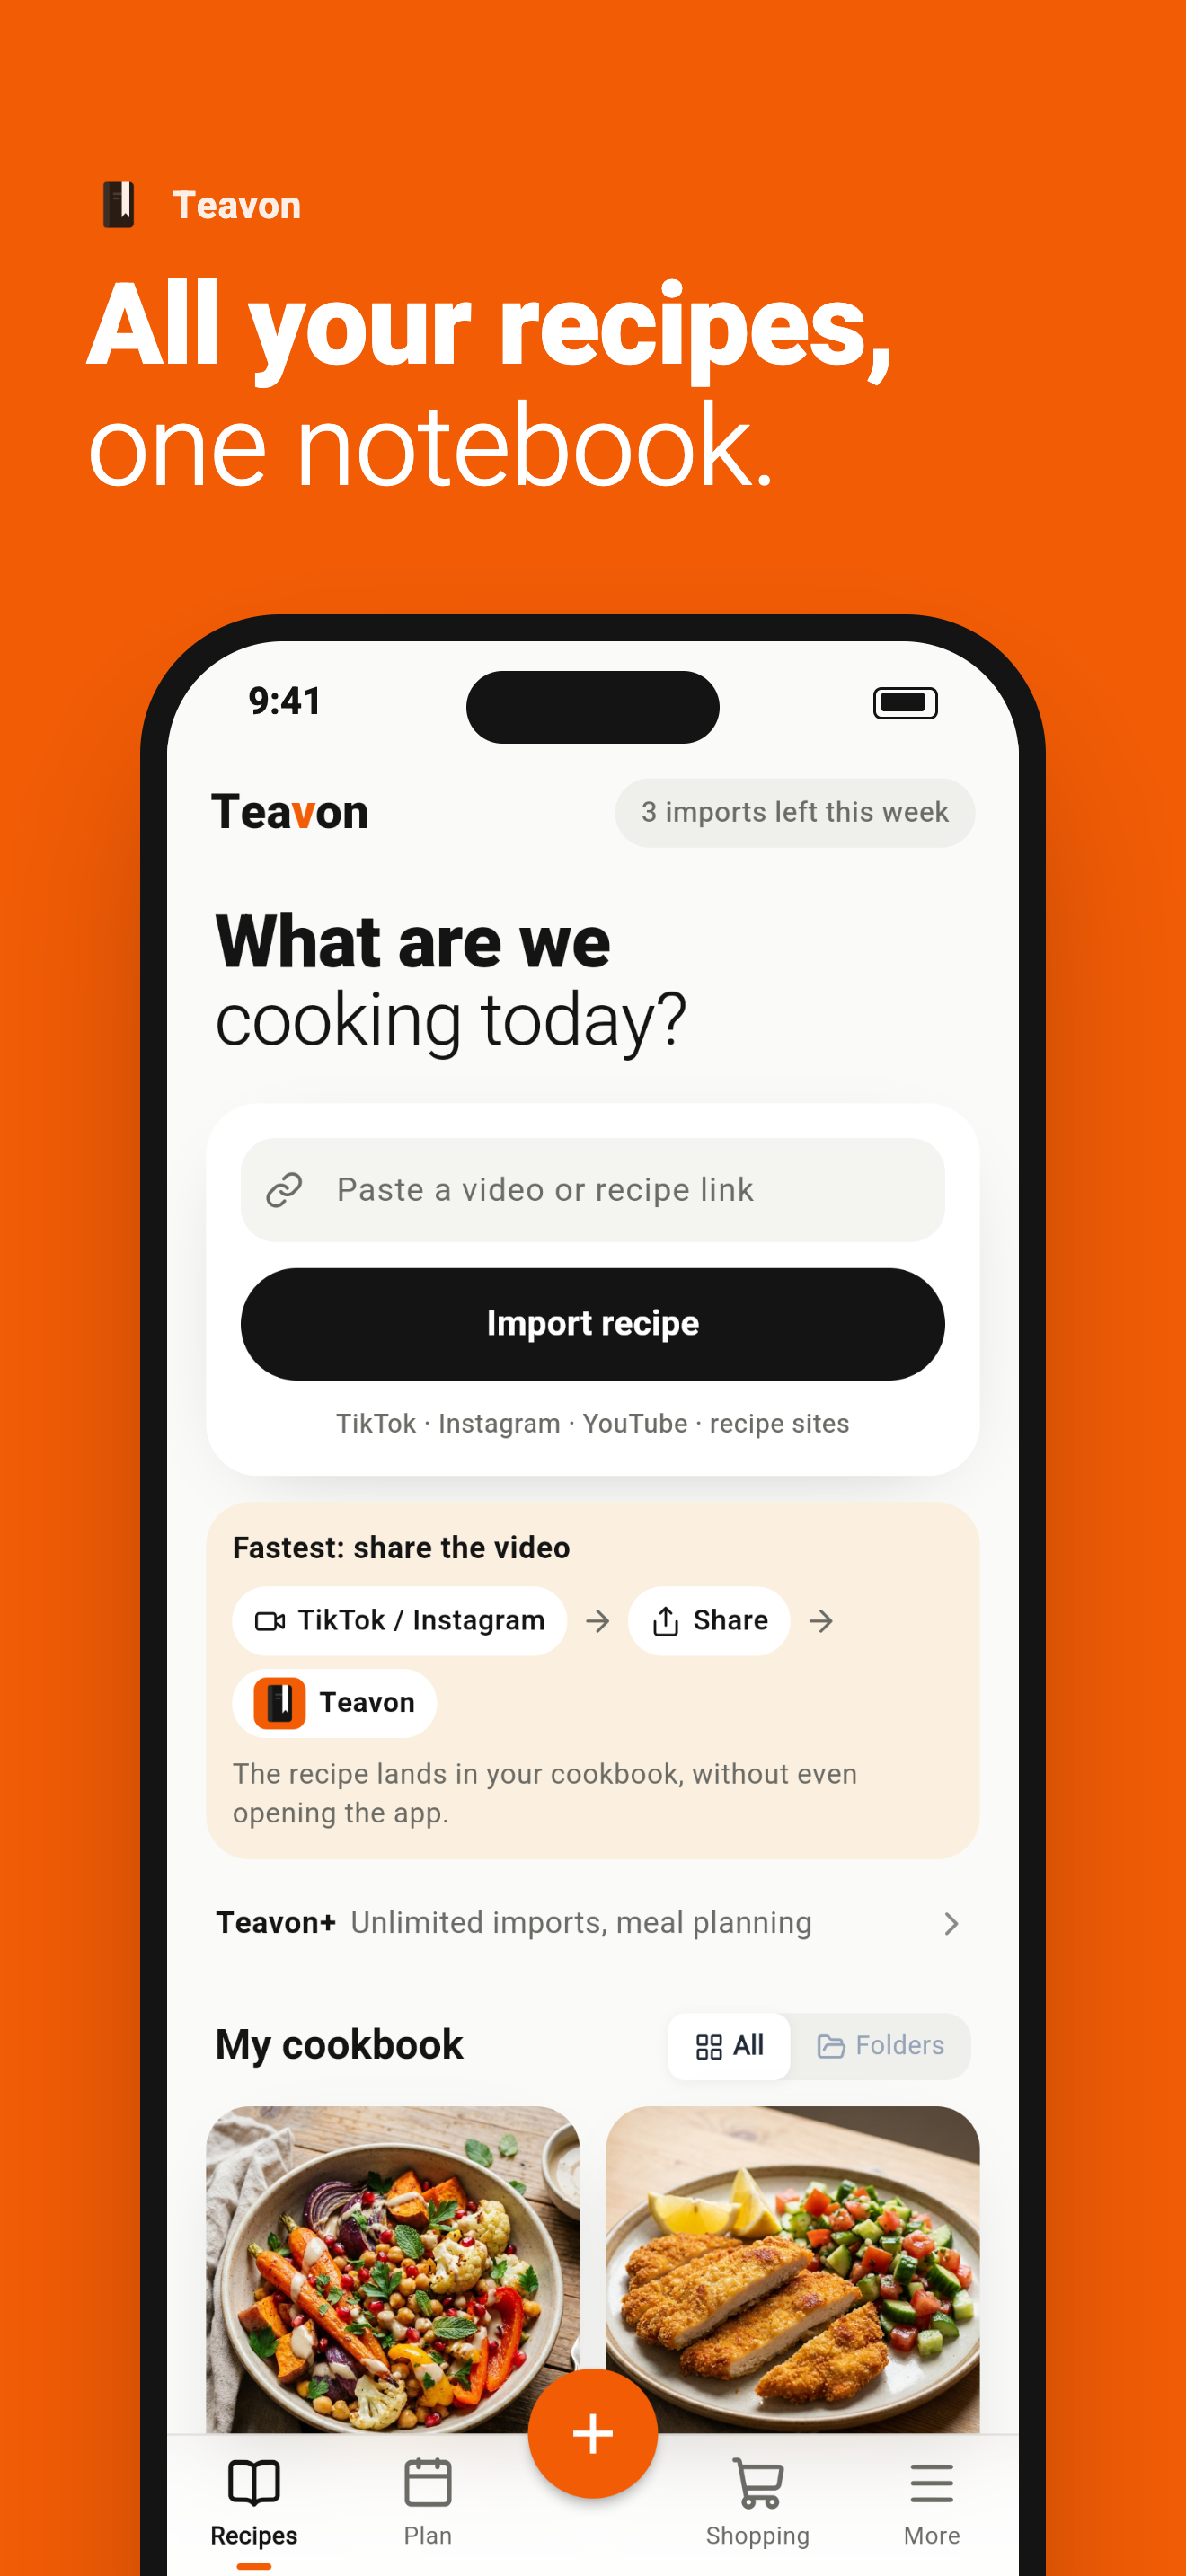 Teavon
All your recipes,
one notebook.
9:41
Teavon
3 imports left this week
What are we
cooking today?
Paste a video or recipe link
Import recipe
TikTok · Instagram · YouTube · recipe sites
Fastest: share the video
TikTok / Instagram → Share →
Teavon
The recipe lands in your cookbook, without even
opening the app.
Teavon+ Unlimited imports, meal planning
My cookbook
All Folders
Recipes Plan Shopping More